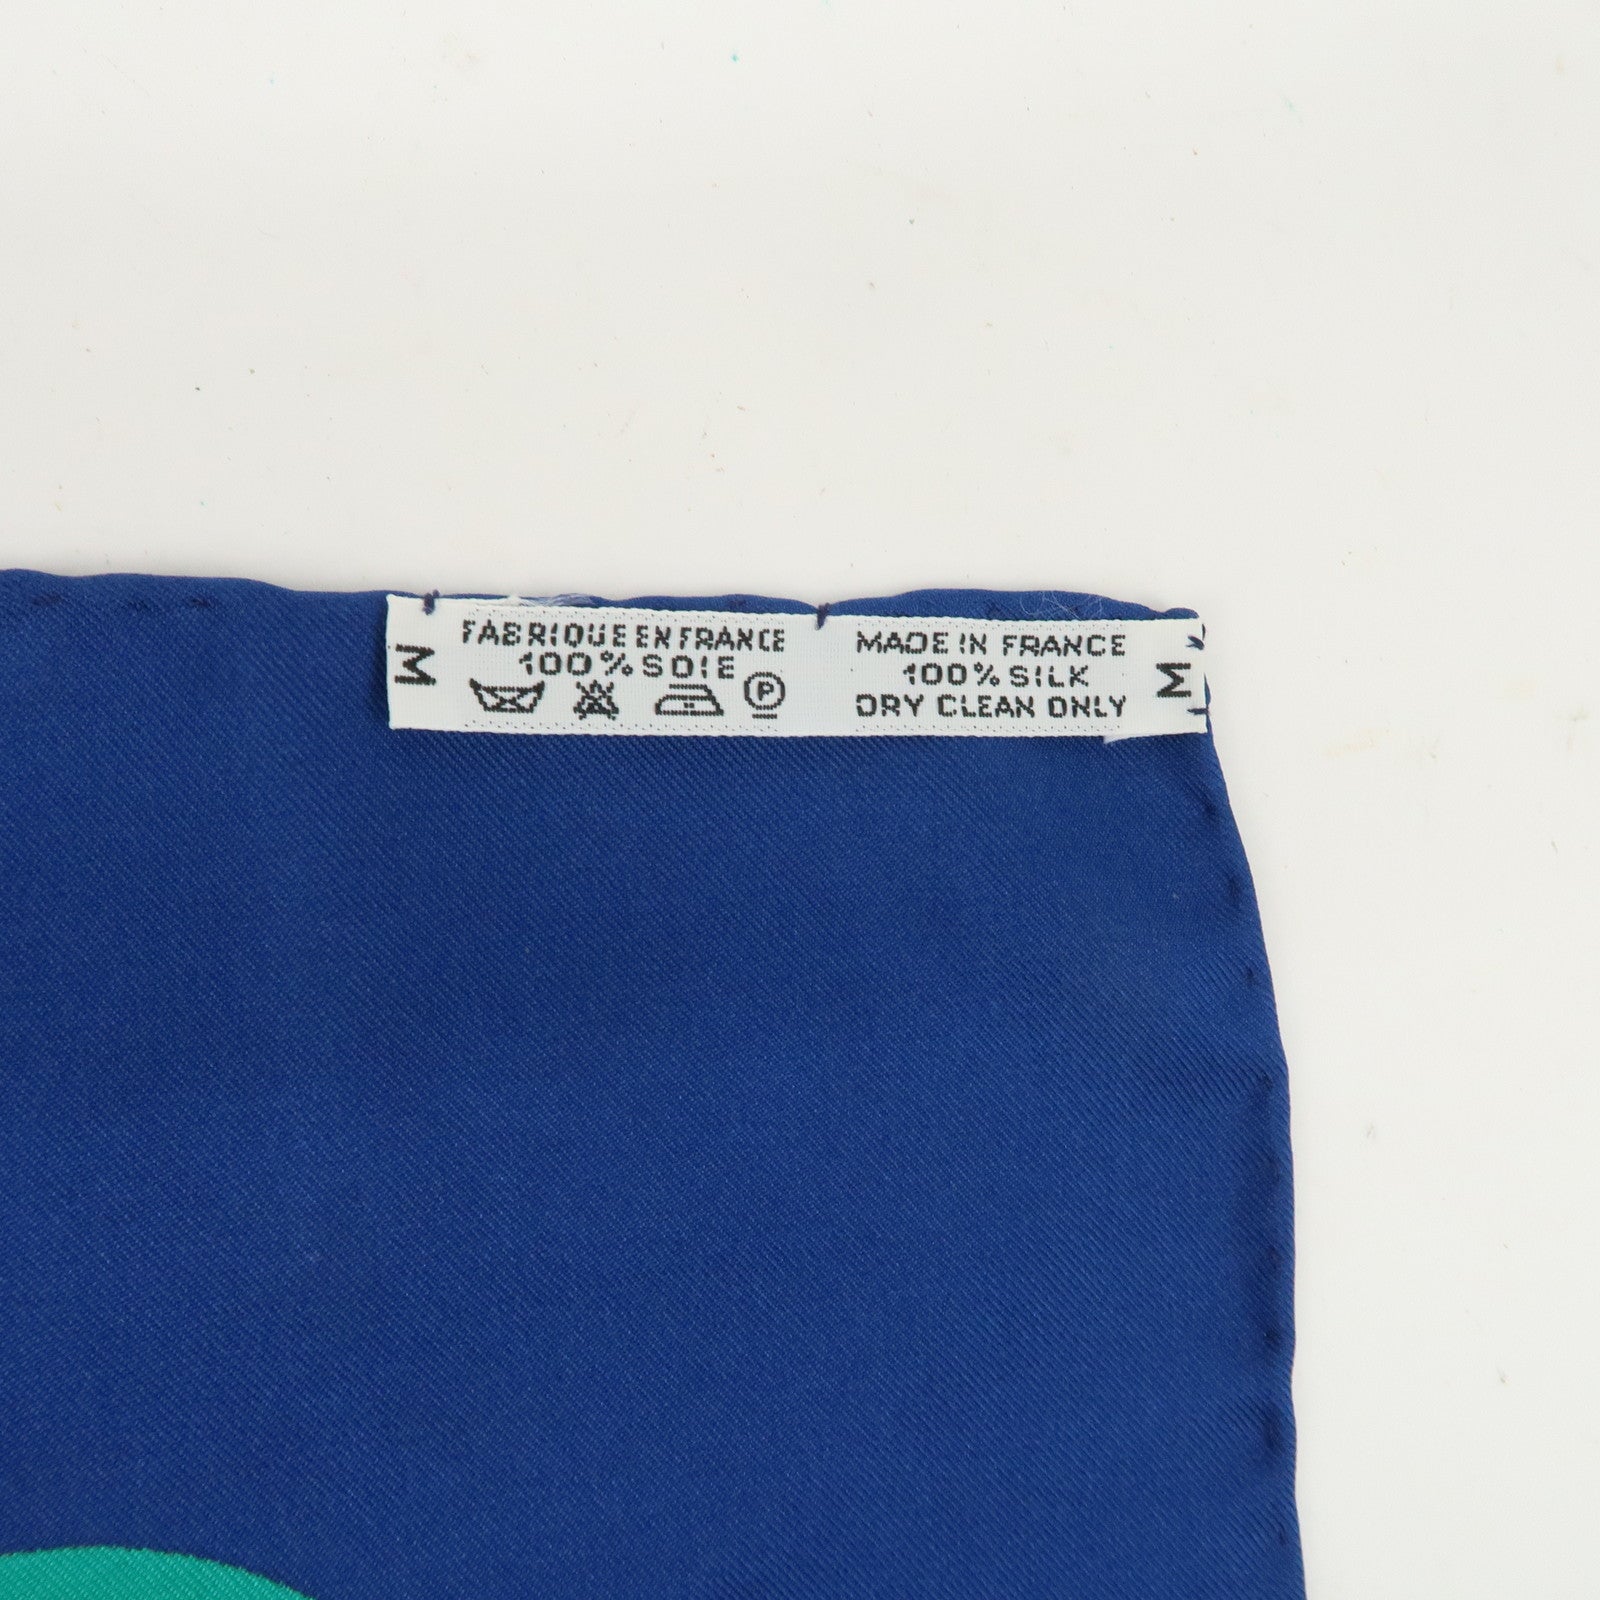 M
FABRIQUE EN FRANCE
100% SOIE
P
MADE IN FRANCE
100% SILK
DRY CLEAN ONLY
M